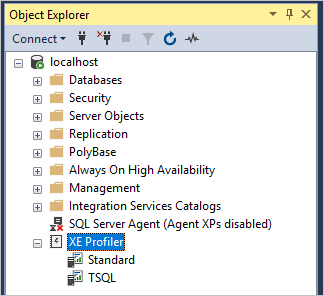 Object Explorer
Connect
localhost
Databases
Security
Server Objects
Replication
PolyBase
Always On High Availability
Management
Integration Services Catalogs
SQL Server Agent (Agent XPs disabled)
XE Profiler
Standard
TSQL